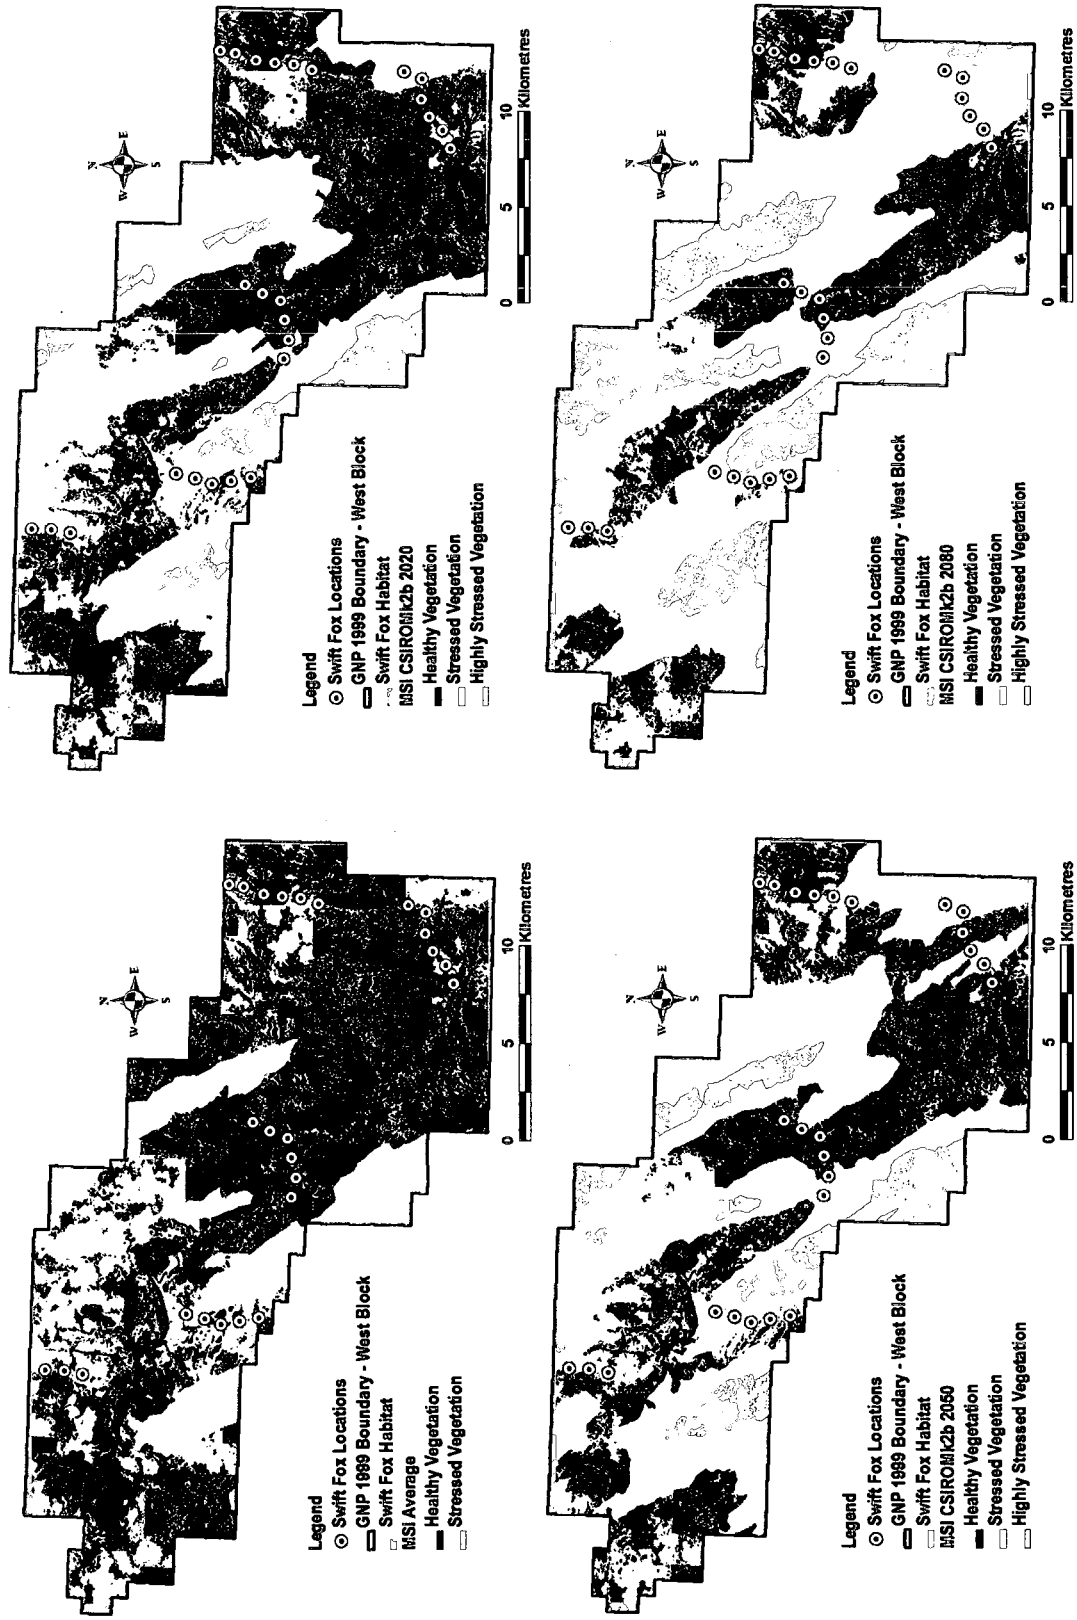 N
W E
S
Legend
Swift Fox Locations
GNP 1999 Boundary - West Block
Swift Fox Habitat
MSI Average
Healthy Vegetation
Stressed Vegetation
0 5 10
Kilometres
N
W E
S
Legend
Swift Fox Locations
GNP 1999 Boundary - West Block
Swift Fox Habitat
MSI CSIROMk2b 2020
Healthy Vegetation
Stressed Vegetation
Highly Stressed Vegetation
0 5 10
Kilometres
N
W E
S
Legend
Swift Fox Locations
GNP 1999 Boundary - West Block
Swift Fox Habitat
MSI CSIROMk2b 2050
Healthy Vegetation
Stressed Vegetation
Highly Stressed Vegetation
0 5 10
Kilometres
N
W E
S
Legend
Swift Fox Locations
GNP 1999 Boundary - West Block
Swift Fox Habitat
MSI CSIROMk2b 2080
Healthy Vegetation
Stressed Vegetation
Highly Stressed Vegetation
0 5 10
Kilometres